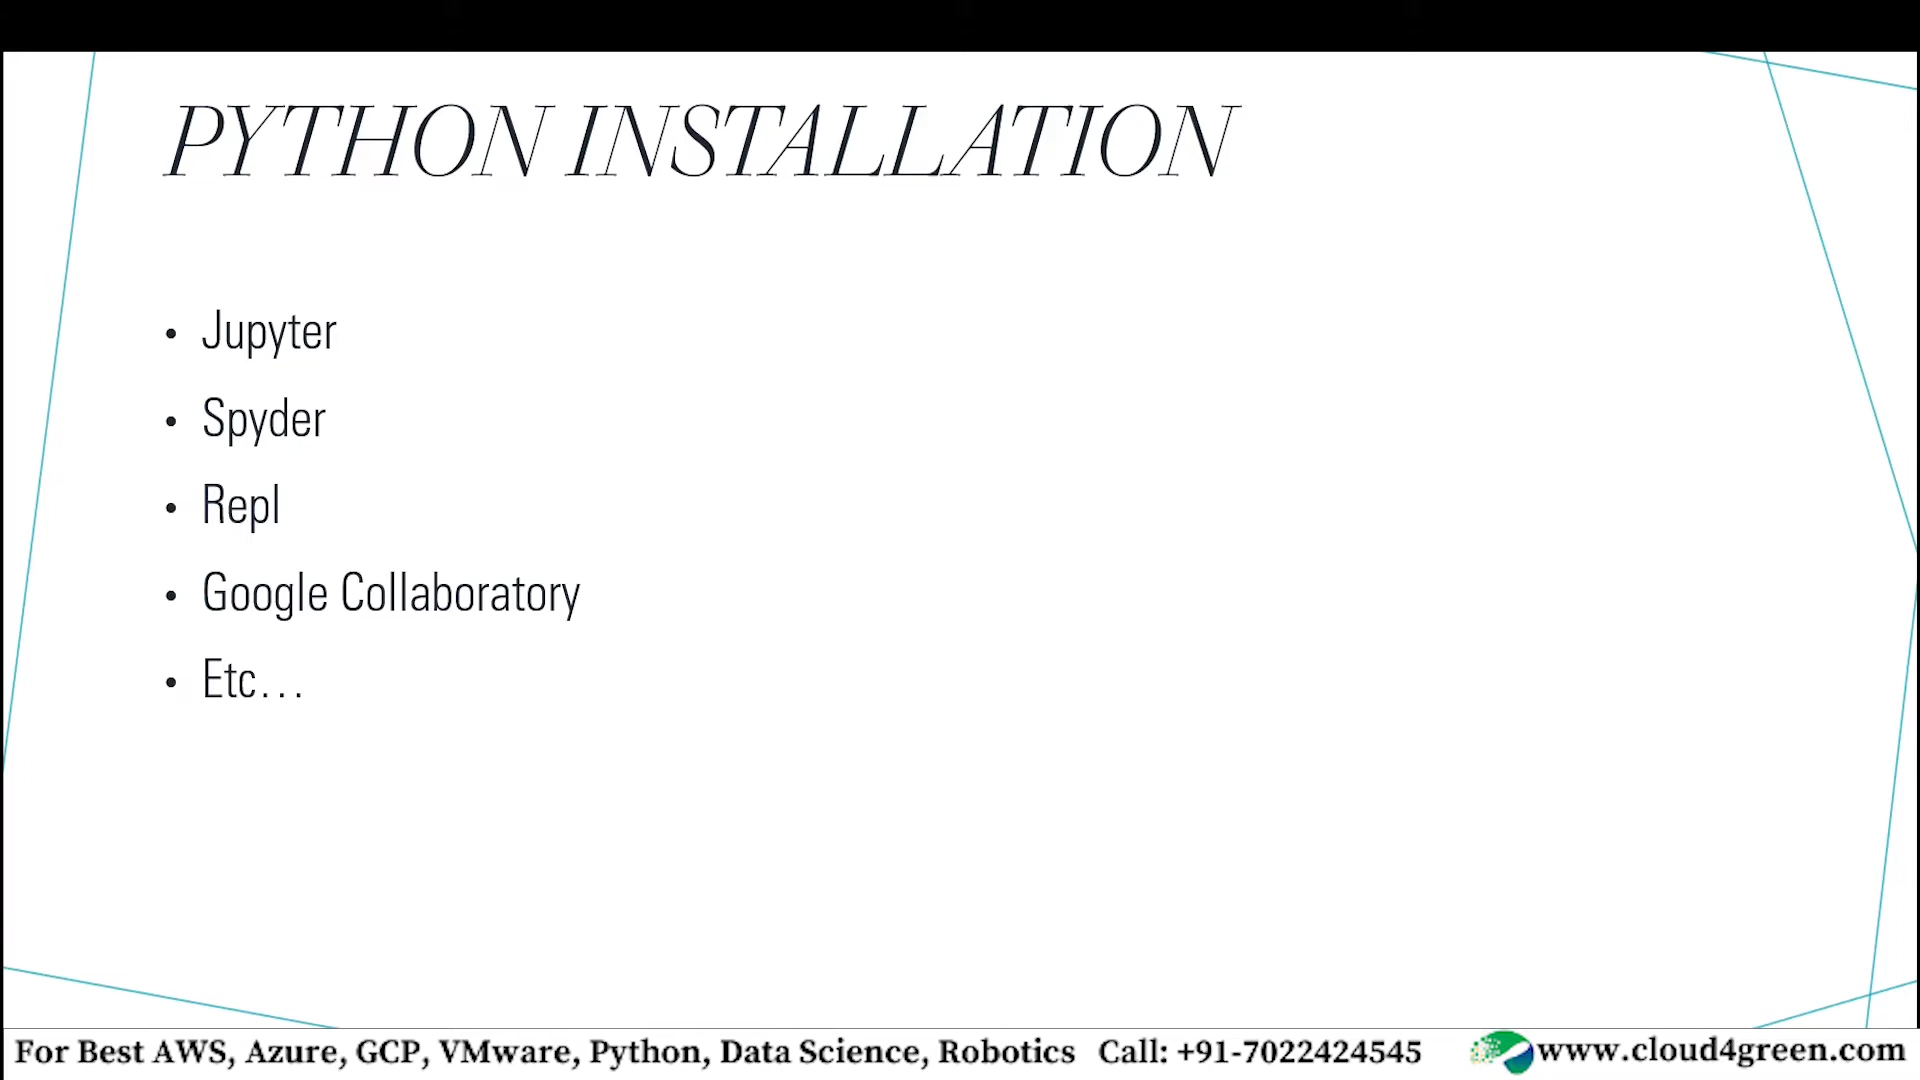 PYTHON INSTALLATION
• Jupyter
• Spyder
• Repl
• Google Collaboratory
• Etc...
For Best AWS, Azure, GCP, VMware, Python, Data Science, Robotics Call: +91-7022424545 www.cloud4green.com